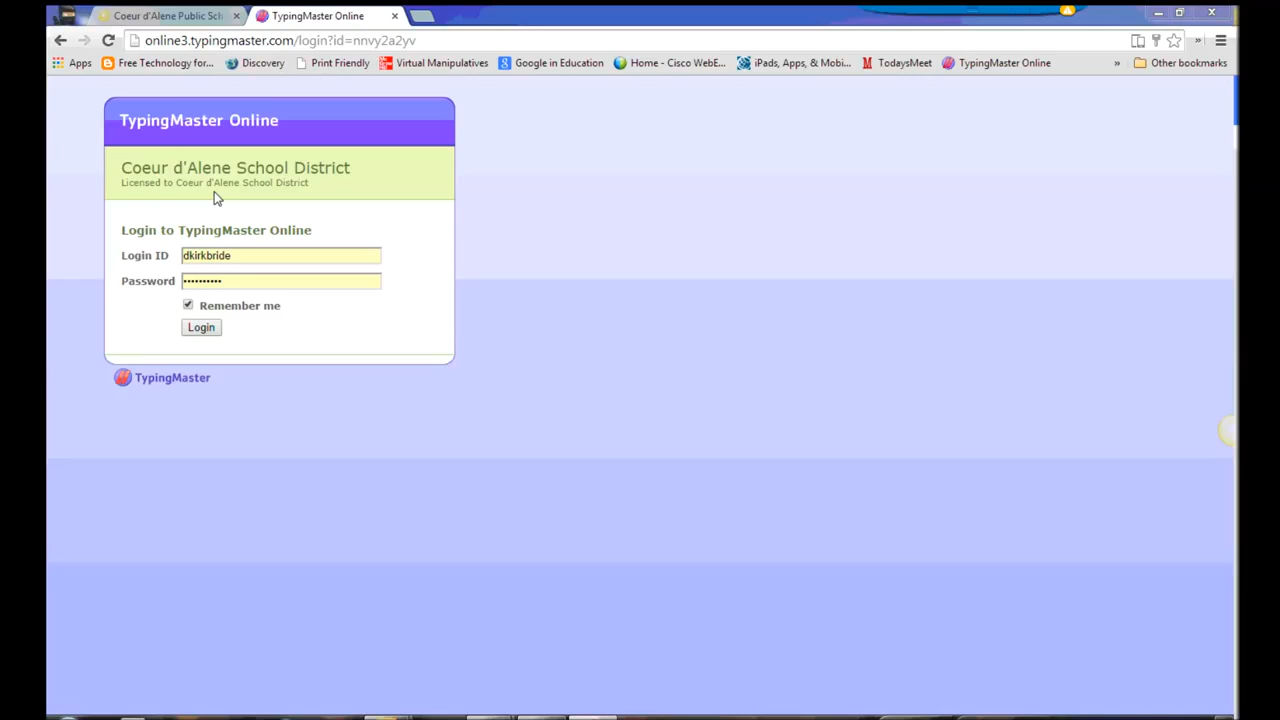 Coeur d'Alene Public Sch
TypingMaster Online
online3.typingmaster.com/login?id=nnvy2a2yv
Apps
Free Technology for...
Discovery
Print Friendly
Virtual Manipulatives
Google in Education
Home - Cisco WebE...
iPads, Apps, & Mobi...
TodaysMeet
TypingMaster Online
»
Other bookmarks
TypingMaster Online
Coeur d'Alene School District
Licensed to Coeur d'Alene School District
Login to TypingMaster Online
Login ID dkirkbride
Password ••••••••••
Remember me
Login
TypingMaster